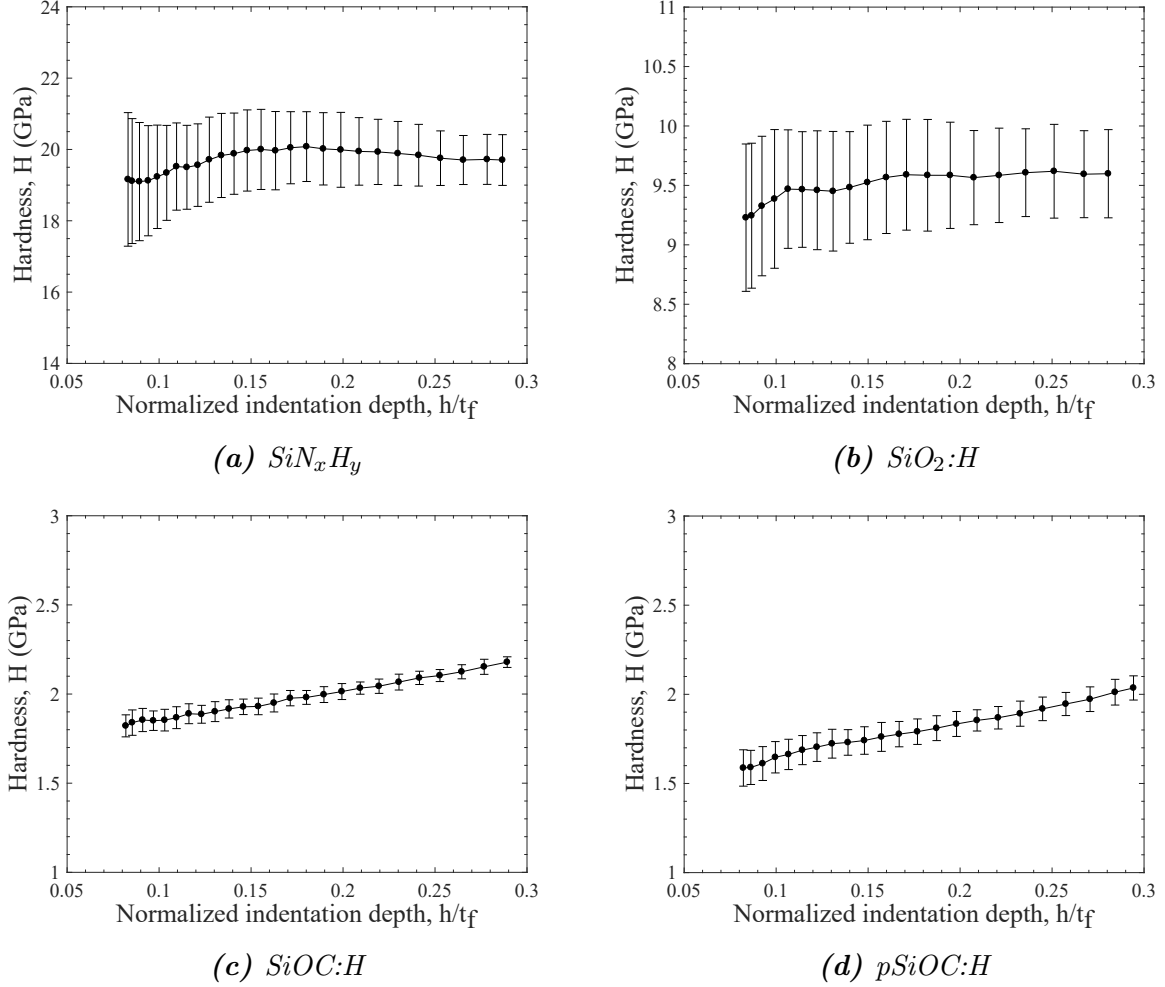 24
22
20
18
16
14
Hardness, H (GPa)
0.05 0.1 0.15 0.2 0.25 0.3
Normalized indentation depth, h/tf
(a) SiNxHy
11
10.5
10
9.5
9
8.5
8
Hardness, H (GPa)
0.05 0.1 0.15 0.2 0.25 0.3
Normalized indentation depth, h/tf
(b) SiO2:H
3
2.5
2
1.5
1
Hardness, H (GPa)
0.05 0.1 0.15 0.2 0.25 0.3
Normalized indentation depth, h/tf
(c) SiOC:H
3
2.5
2
1.5
1
Hardness, H (GPa)
0.05 0.1 0.15 0.2 0.25 0.3
Normalized indentation depth, h/tf
(d) pSiOC:H